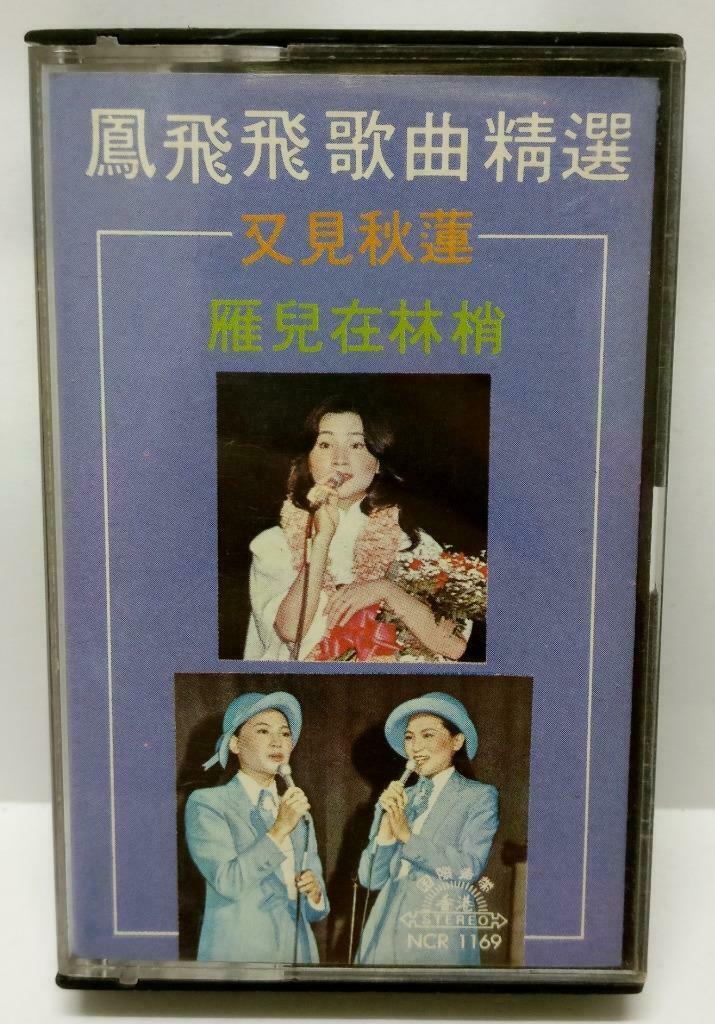 鳳飛飛歌曲精選
又見秋蓮
雁兒在林梢
香港
STEREO
NCR 1169